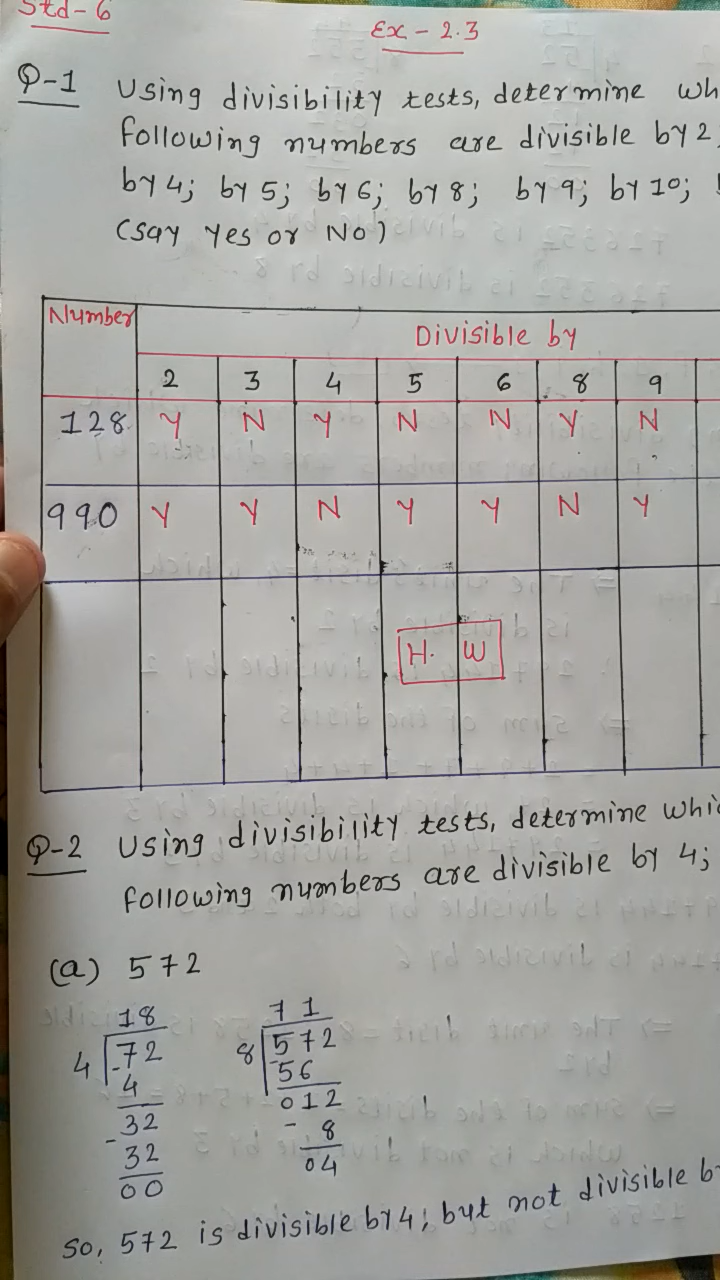 Std-6
Ex - 2.3
Q-1 Using divisibility tests, determine wh
following numbers are divisible by 2,
by 4; by 5; by 6; by 8; by 9; by 10;
(say Yes or No)
Number Divisible by
2 3 4 5 6 8 9
128 Y N Y N N Y N
990 Y Y N Y Y N Y
H. W
Q-2 Using divisibility tests, determine whic
following numbers are divisible by 4;
(a) 572
18 71
4 72 8 572
4 56
32 012
- 32 - 8
00 04
So, 572 is divisible by 4; but not divisible b